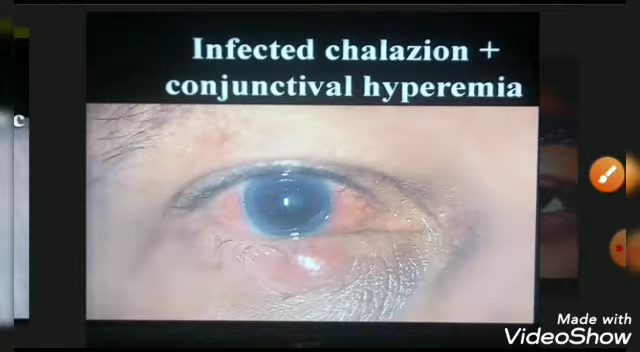 Infected chalazion +
conjunctival hyperemia
c
Made with
VideoShow